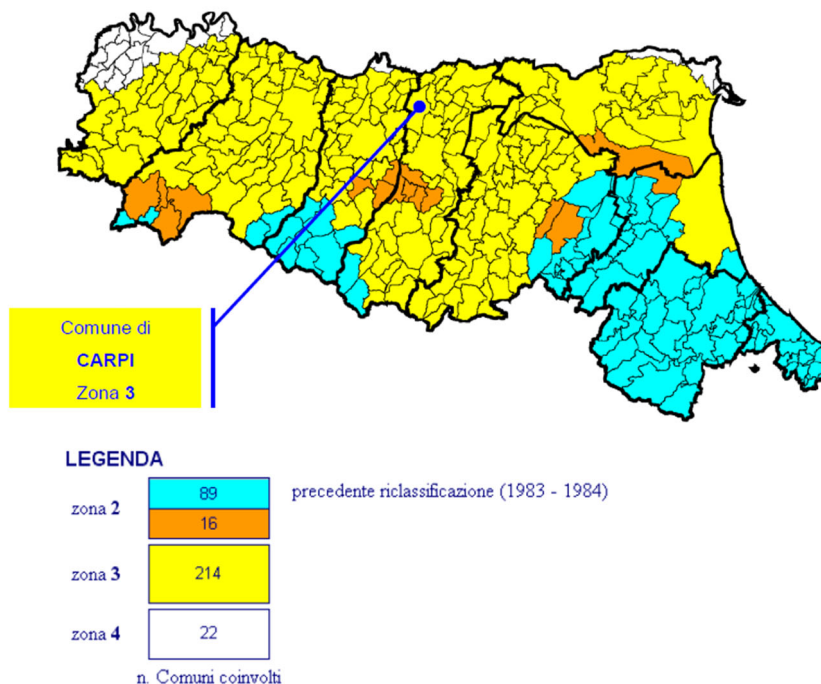 Comune di
CARPI
Zona 3
LEGENDA
zona 2
89
precedente riclassificazione (1983 - 1984)
16
zona 3
214
zona 4
22
n. Comuni coinvolti